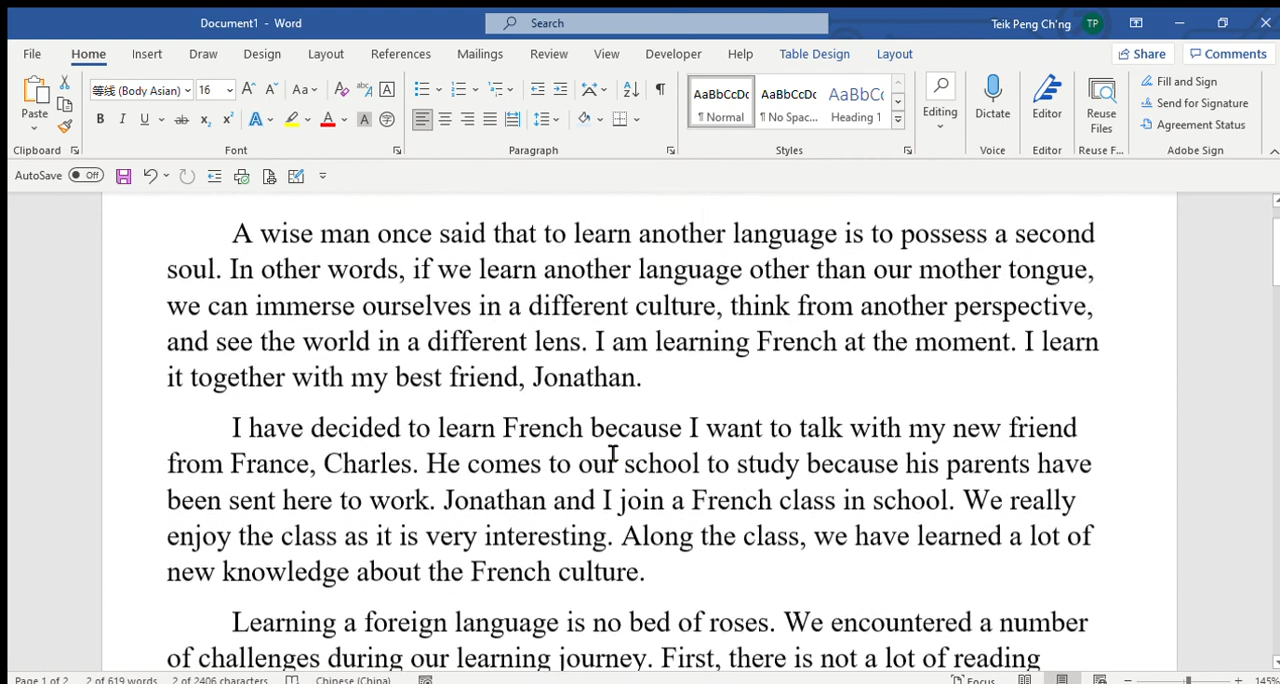 Document1 - Word
Search
Teik Peng Ch'ng
TP
File Home Insert Draw Design Layout References Mailings Review View Developer Help Table Design Layout
Share
Comments
Paste
等线 (Body Asian)
16
AaBbCcDc AaBbCcDc AaBbC
¶ Normal ¶ No Spac... Heading 1
Editing
Dictate
Editor
Reuse Files
Fill and Sign
Send for Signature
Agreement Status
Clipboard Font Paragraph Styles Voice Editor Reuse F... Adobe Sign
AutoSave Off
A wise man once said that to learn another language is to possess a second
soul. In other words, if we learn another language other than our mother tongue,
we can immerse ourselves in a different culture, think from another perspective,
and see the world in a different lens. I am learning French at the moment. I learn
it together with my best friend, Jonathan.
I have decided to learn French because I want to talk with my new friend
from France, Charles. He comes to our school to study because his parents have
been sent here to work. Jonathan and I join a French class in school. We really
enjoy the class as it is very interesting. Along the class, we have learned a lot of
new knowledge about the French culture.
Learning a foreign language is no bed of roses. We encountered a number
of challenges during our learning journey. First, there is not a lot of reading
Page 1 of 2 2 of 619 words 2 of 2406 characters Chinese (China) Focus 145%